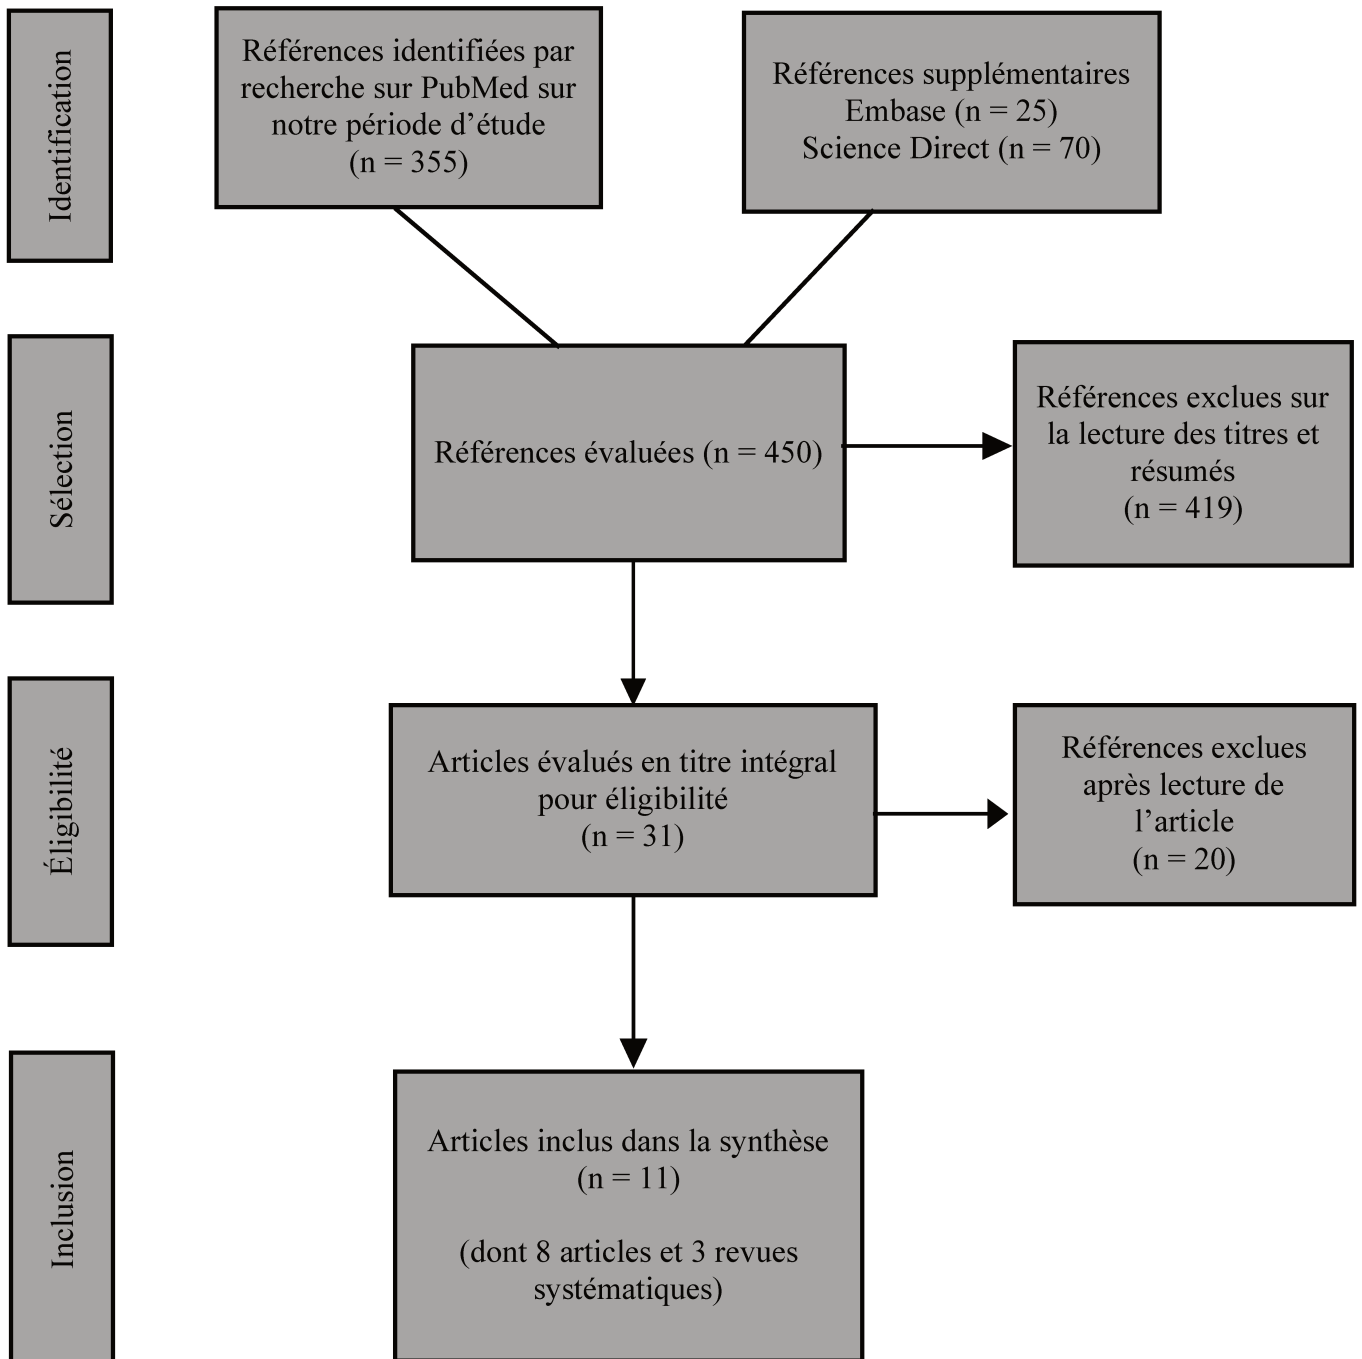 Identification
Références identifiées par
recherche sur PubMed sur
notre période d’étude
(n = 355)
Références supplémentaires
Embase (n = 25)
Science Direct (n = 70)
Sélection
Références évaluées (n = 450)
Références exclues sur
la lecture des titres et
résumés
(n = 419)
Éligibilité
Articles évalués en titre intégral
pour éligibilité
(n = 31)
Références exclues
après lecture de
l’article
(n = 20)
Inclusion
Articles inclus dans la synthèse
(n = 11)
(dont 8 articles et 3 revues
systématiques)